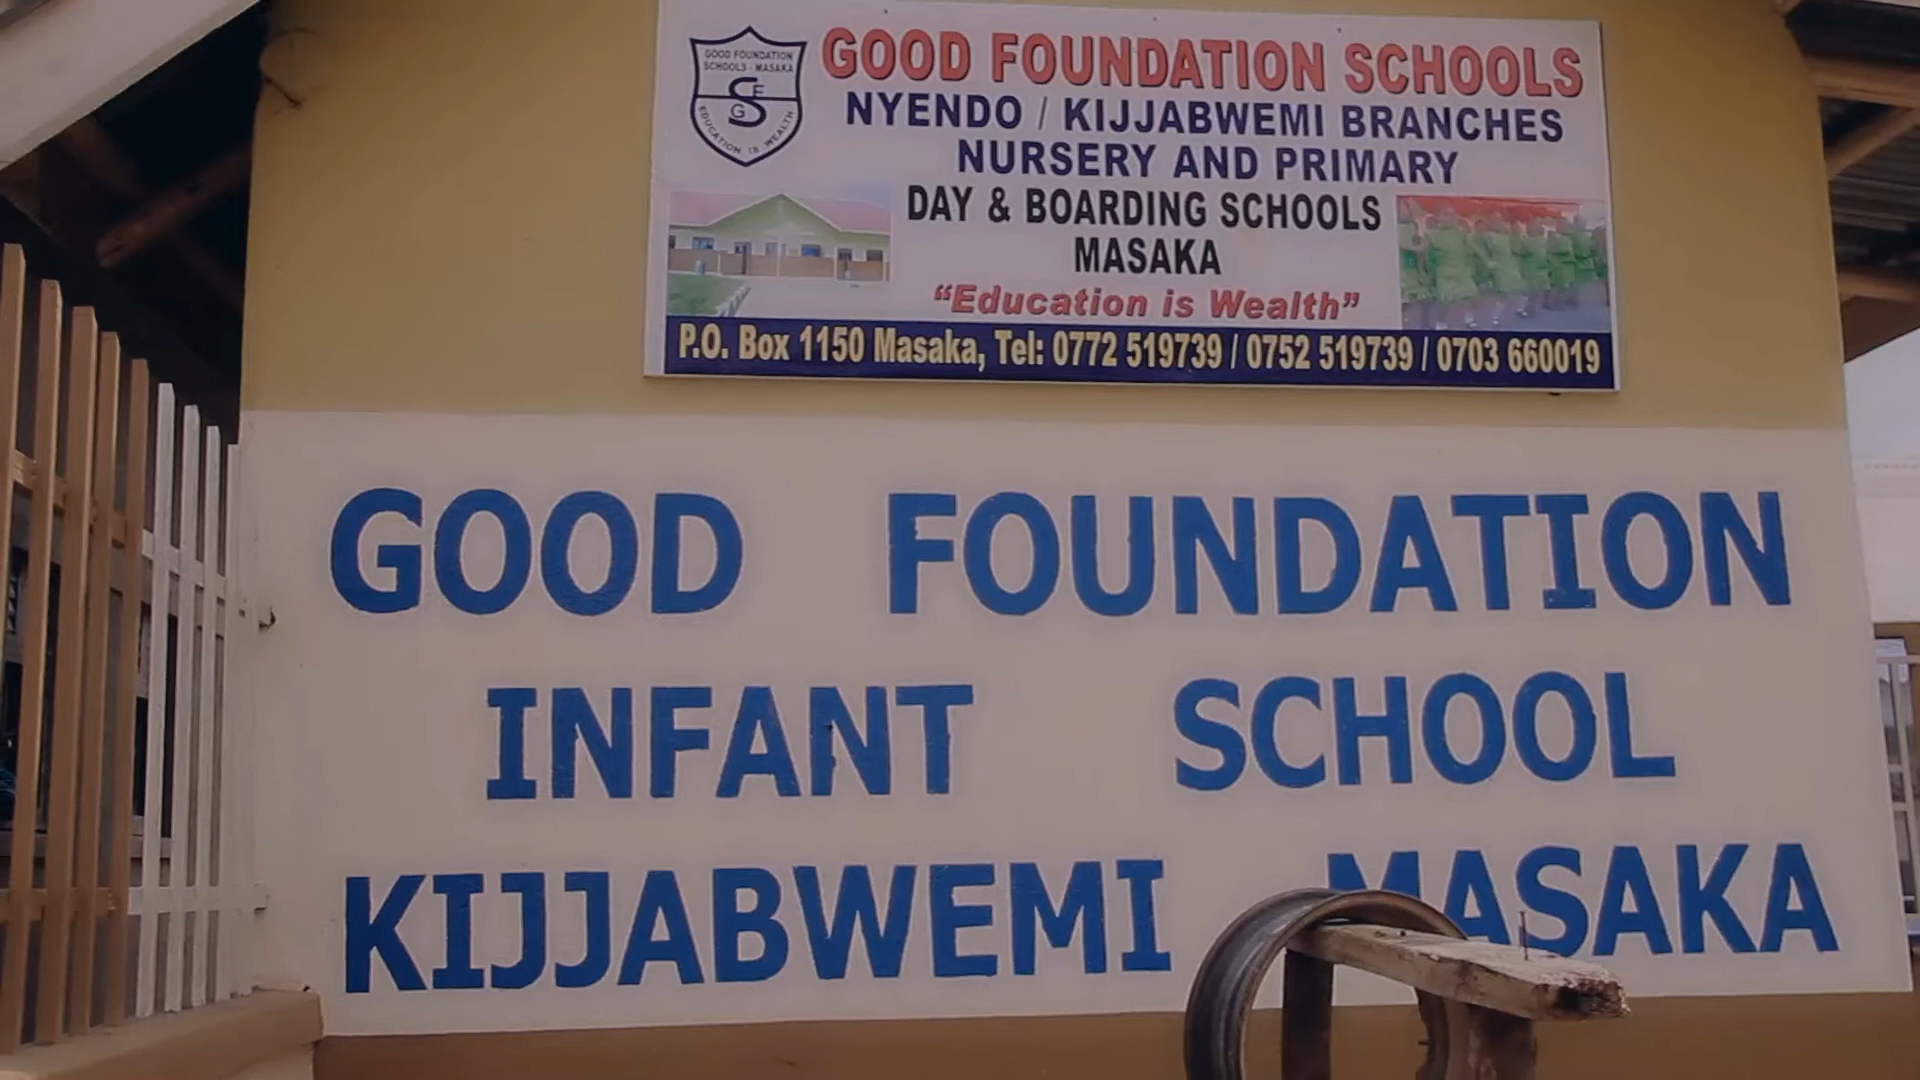 GOOD FOUNDATION
SCHOOLS - MASAKA
S F
G
EDUCATION IS WEALTH
GOOD FOUNDATION SCHOOLS
NYENDO / KIJJABWEMI BRANCHES
NURSERY AND PRIMARY
DAY & BOARDING SCHOOLS
MASAKA
“Education is Wealth”
P.O. Box 1150 Masaka, Tel: 0772 519739 / 0752 519739 / 0703 660019
GOOD FOUNDATION
INFANT SCHOOL
KIJJABWEMI MASAKA